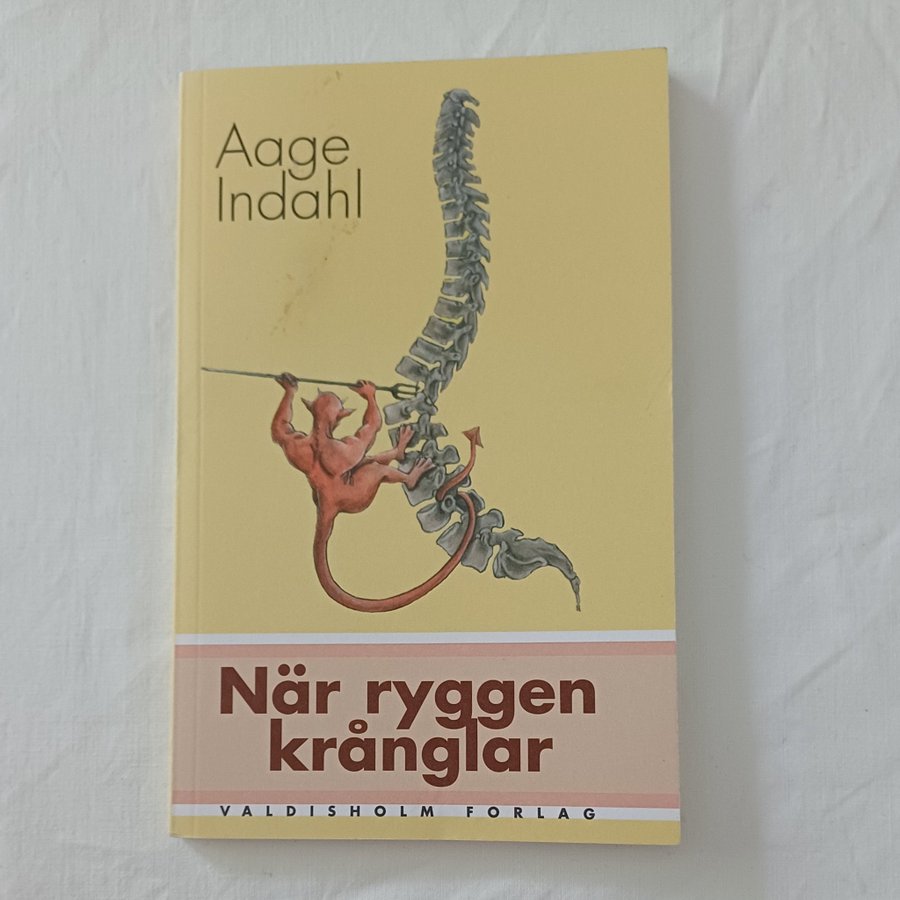 Aage
Indahl
När ryggen
krånglar
VALDISHOLM FORLAG